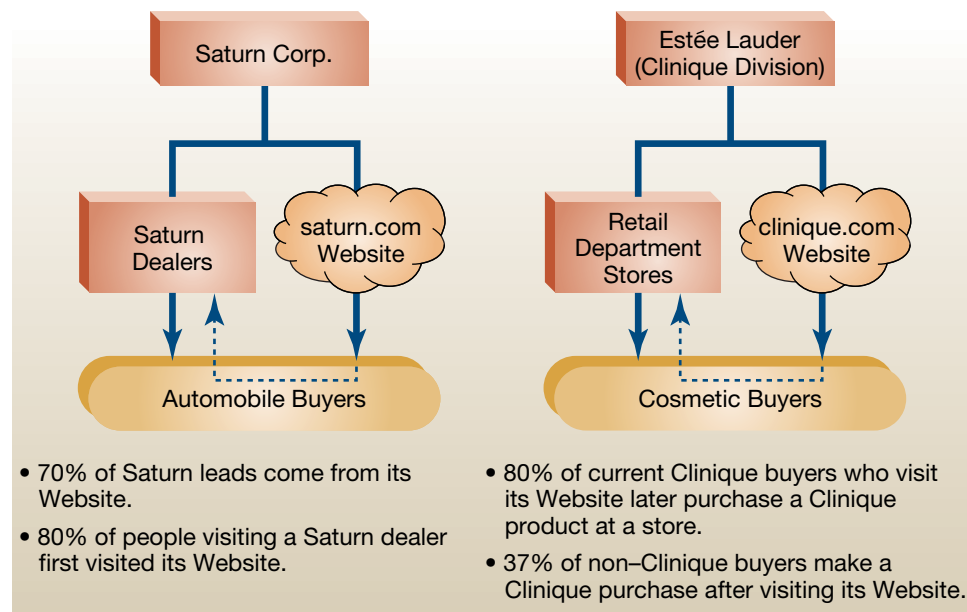 Saturn Corp.
Saturn
Dealers
saturn.com
Website
Automobile Buyers
• 70% of Saturn leads come from its
Website.
• 80% of people visiting a Saturn dealer
first visited its Website.
Estée Lauder
(Clinique Division)
Retail
Department
Stores
clinique.com
Website
Cosmetic Buyers
• 80% of current Clinique buyers who visit
its Website later purchase a Clinique
product at a store.
• 37% of non–Clinique buyers make a
Clinique purchase after visiting its Website.